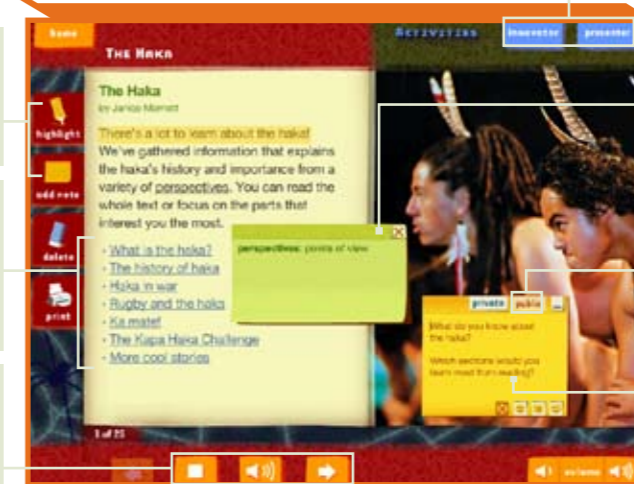 home
THE HAKA
ACTIVITIES
innovator
presenter
highlight
add note
delete
print
The Haka
by Janice Marriott
There's a lot to learn about the haka!
We've gathered information that explains
the haka's history and importance from a
variety of perspectives. You can read the
whole text or focus on the parts that
interest you the most.
- What is the haka?
- The history of haka
- Haka in war
- Rugby and the haka
- Ka mate!
- The Kapa Haka Challenge
- More cool stories
perspectives: points of view
private
public
What do you know about
the haka?
Which sections would you
learn most from reading?
1 of 25
volume